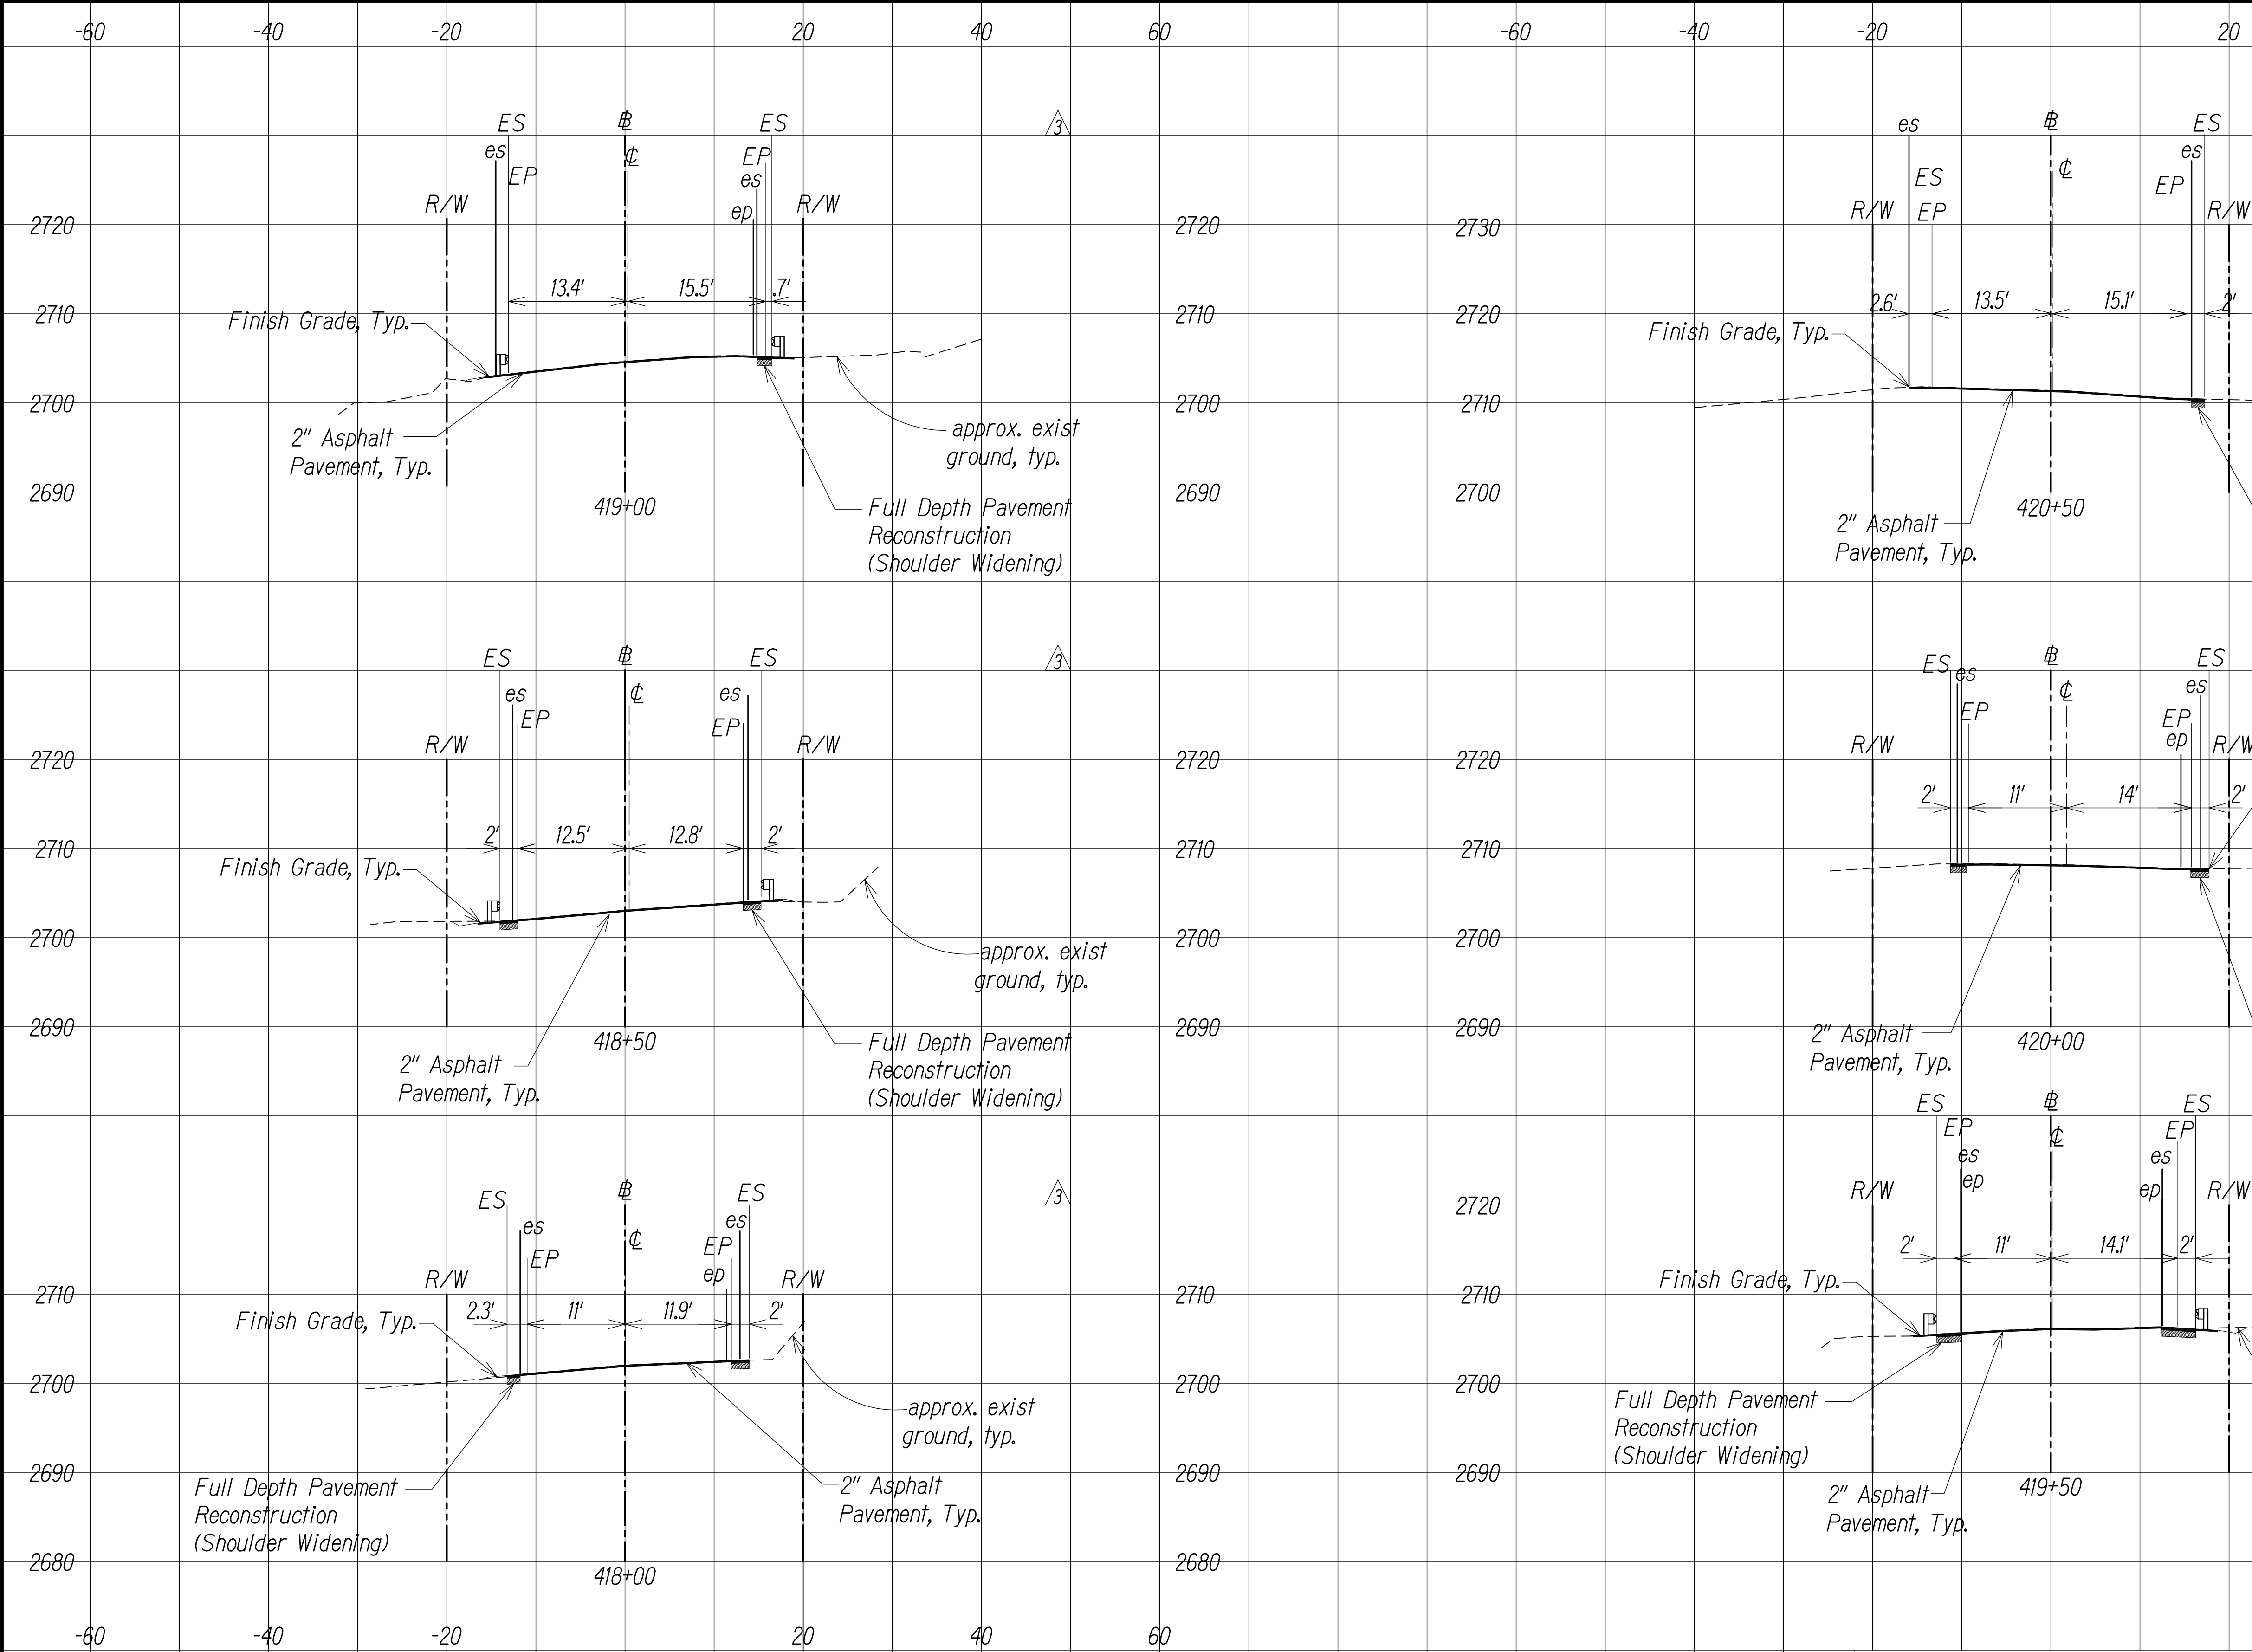 -60 -40 -20 20 40 60 -60 -40 -20 20
ES
es
EP
R/W
B
L
CL
ES
EP
es
ep
R/W
3
2720
2710
2700
2690
2720
2710
2700
2690
13.4' 15.5' .7'
Finish Grade, Typ.
2" Asphalt
Pavement, Typ.
approx. exist
ground, typ.
419+00
Full Depth Pavement
Reconstruction
(Shoulder Widening)
es
ES
EP
R/W
B
L
CL
ES
es
EP
R/W
2730
2720
2710
2700
2.6' 13.5' 15.1' 2'
Finish Grade, Typ.
2" Asphalt
Pavement, Typ.
420+50
ES
es
EP
R/W
B
L
CL
ES
es
EP
R/W
3
2720
2710
2700
2690
2720
2710
2700
2690
2' 12.5' 12.8' 2'
Finish Grade, Typ.
approx. exist
ground, typ.
418+50
2" Asphalt
Pavement, Typ.
Full Depth Pavement
Reconstruction
(Shoulder Widening)
ES
es
EP
R/W
B
L
CL
ES
es
EP
ep
R/W
2720
2710
2700
2690
2' 11' 14' 2'
2" Asphalt
Pavement, Typ.
420+00
ES
es
EP
R/W
B
L
CL
ES
es
EP
ep
R/W
3
2710
2700
2690
2680
2710
2700
2690
2680
2.3' 11' 11.9' 2'
Finish Grade, Typ.
approx. exist
ground, typ.
Full Depth Pavement
Reconstruction
(Shoulder Widening)
2" Asphalt
Pavement, Typ.
418+00
ES
EP
es
ep
R/W
B
L
CL
ES
EP
es
ep
R/W
2720
2710
2700
2690
2' 11' 14.1' 2'
Finish Grade, Typ.
Full Depth Pavement
Reconstruction
(Shoulder Widening)
2" Asphalt
Pavement, Typ.
419+50
-60 -40 -20 20 40 60